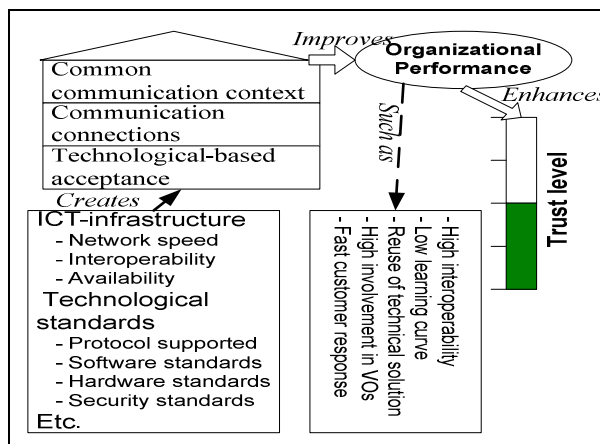 Improves
Organizational
Performance
Enhances
Common
communication context
Communication
connections
Technological-based
acceptance
Creates
Such as
Trust level
ICT-infrastructure
- Network speed
- Interoperability
- Availability
Technological
standards
- Protocol supported
- Software standards
- Hardware standards
- Security standards
Etc.
- High interoperability
- Low learning curve
- Reuse of technical solution
- High involvement in VOs
- Fast customer response